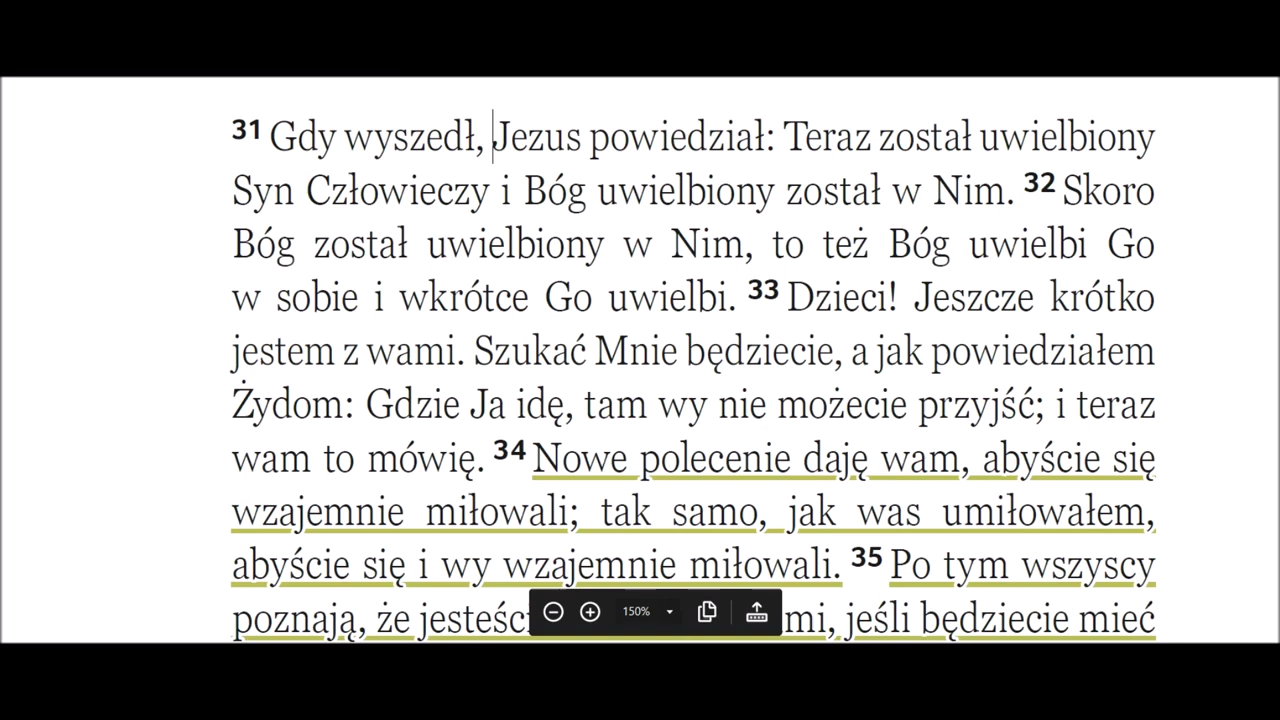 31 Gdy wyszedł, Jezus powiedział: Teraz został uwielbiony
Syn Człowieczy i Bóg uwielbiony został w Nim. 32 Skoro
Bóg został uwielbiony w Nim, to też Bóg uwielbi Go
w sobie i wkrótce Go uwielbi. 33 Dzieci! Jeszcze krótko
jestem z wami. Szukać Mnie będziecie, a jak powiedziałem
Żydom: Gdzie Ja idę, tam wy nie możecie przyjść; i teraz
wam to mówię. 34 Nowe polecenie daję wam, abyście się
wzajemnie miłowali; tak samo, jak was umiłowałem,
abyście się i wy wzajemnie miłowali. 35 Po tym wszyscy
poznają, że jeśli będziecie mieć
150%